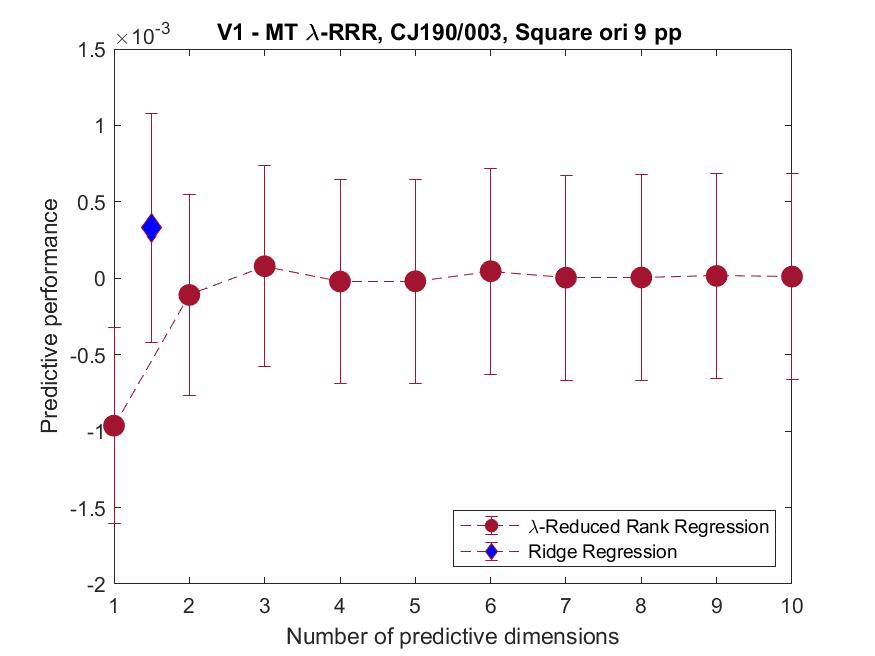 ×10-3
V1 - MT λ-RRR, CJ190/003, Square ori 9 pp
1.5
1
0.5
0
-0.5
-1
-1.5
-2
Predictive performance
1 2 3 4 5 6 7 8 9 10
Number of predictive dimensions
λ-Reduced Rank Regression
Ridge Regression